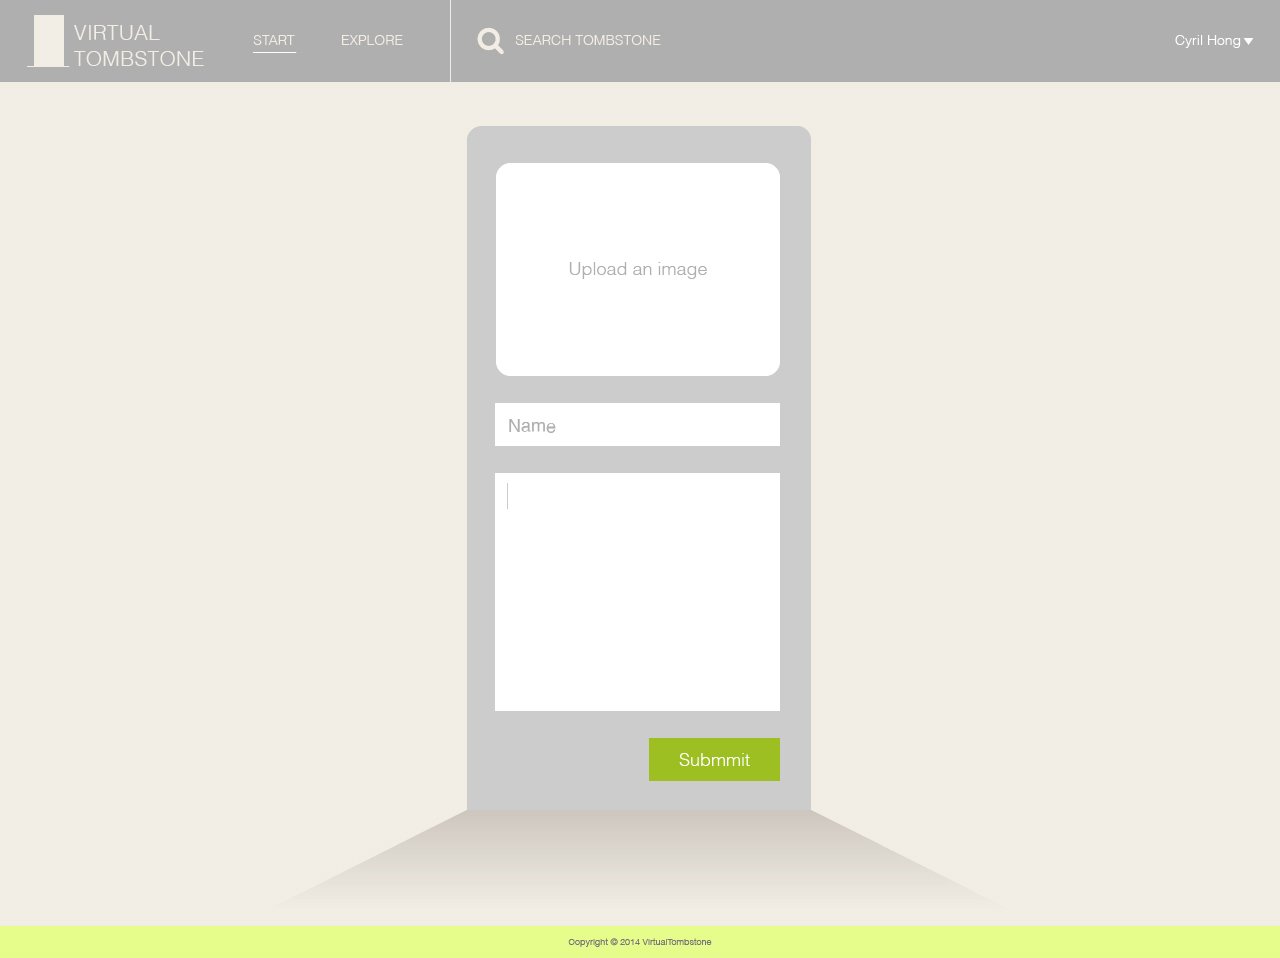 VIRTUAL
TOMBSTONE
START
EXPLORE
SEARCH TOMBSTONE
Cyril Hong
Upload an image
Name
Submmit
Copyright © 2014 VirtualTombstone